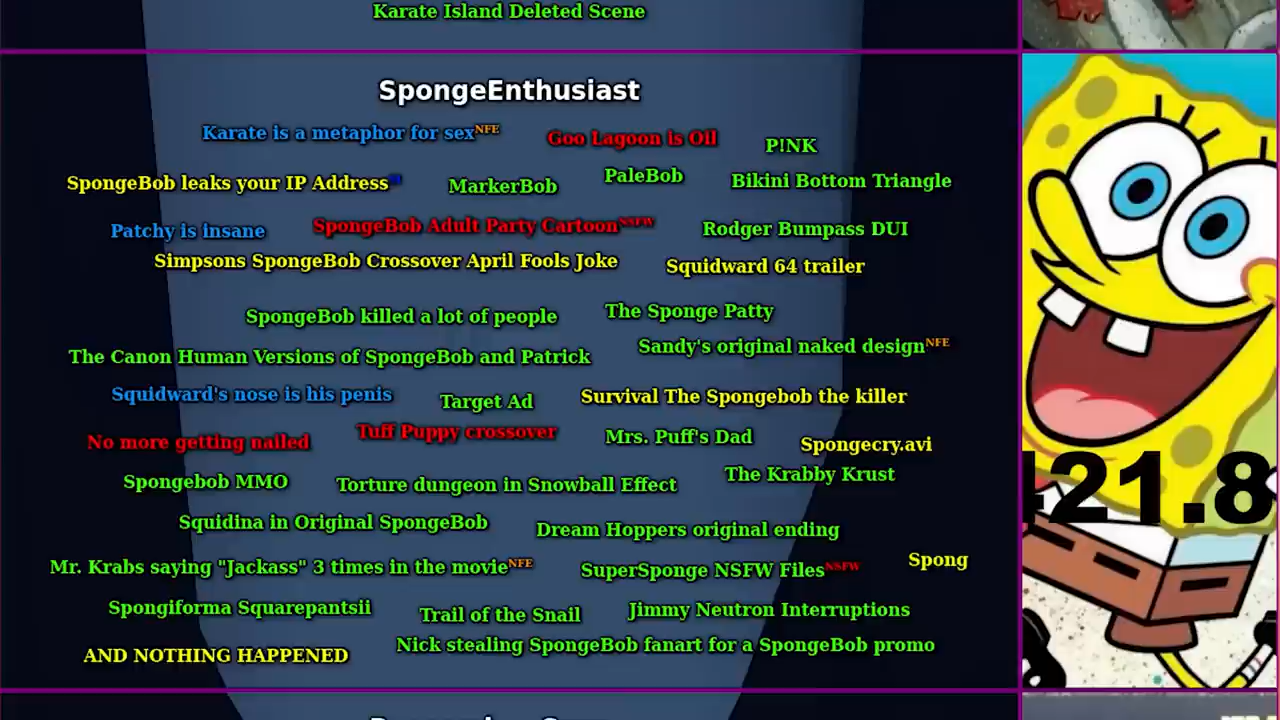 Karate Island Deleted Scene
SpongeEnthusiast
Karate is a metaphor for sex NFE
Goo Lagoon is Oil
P!NK
SpongeBob leaks your IP Address
MarkerBob
PaleBob
Bikini Bottom Triangle
Patchy is insane
SpongeBob Adult Party Cartoon NSFW
Rodger Bumpass DUI
Simpsons SpongeBob Crossover April Fools Joke
Squidward 64 trailer
SpongeBob killed a lot of people
The Sponge Patty
The Canon Human Versions of SpongeBob and Patrick
Sandy's original naked design NFE
Squidward's nose is his penis
Target Ad
Survival The Spongebob the killer
No more getting nailed
Tuff Puppy crossover
Mrs. Puff's Dad
Spongecry.avi
Spongebob MMO
Torture dungeon in Snowball Effect
The Krabby Krust
Squidina in Original SpongeBob
Dream Hoppers original ending
Mr. Krabs saying "Jackass" 3 times in the movie NFE
SuperSponge NSFW Files NSFW
Spong
Spongiforma Squarepantsii
Trail of the Snail
Jimmy Neutron Interruptions
AND NOTHING HAPPENED
Nick stealing SpongeBob fanart for a SpongeBob promo
421.8